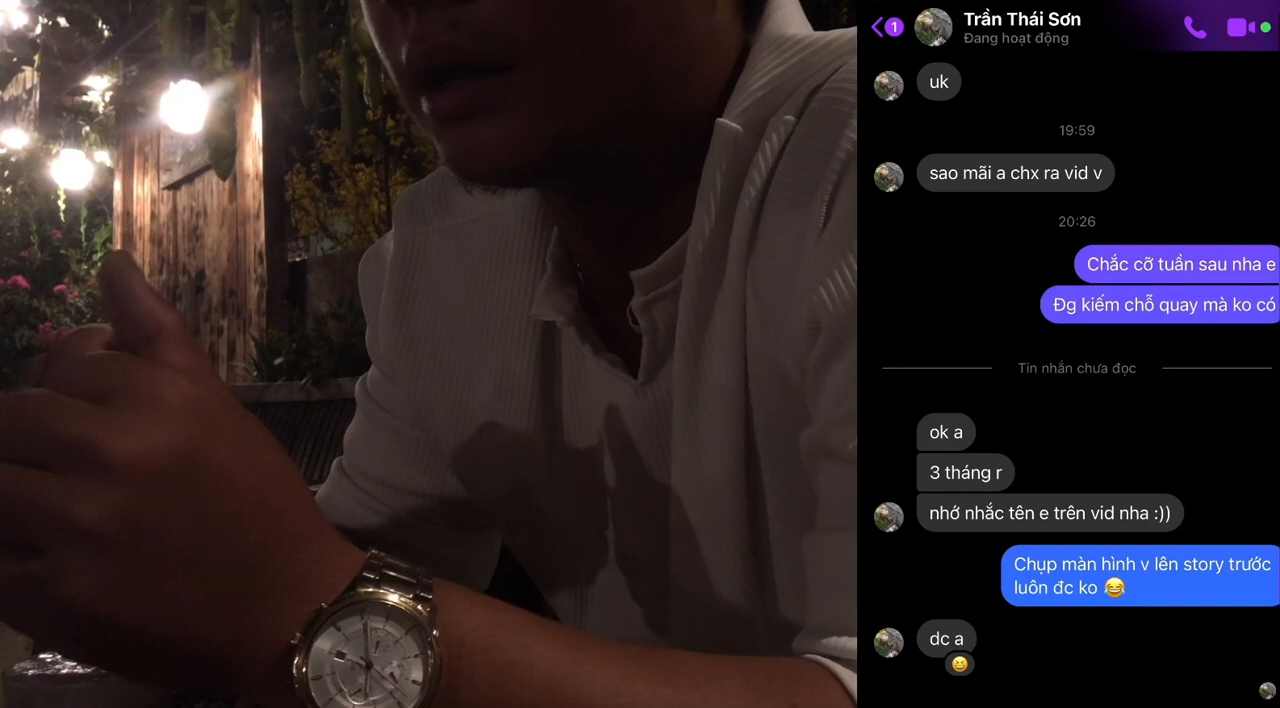 1
Trần Thái Sơn
Đang hoạt động
uk
19:59
sao mãi a chx ra vid v
20:26
Chắc cỡ tuần sau nha e
Đg kiếm chỗ quay mà ko có
Tin nhắn chưa đọc
ok a
3 tháng r
nhớ nhắc tên e trên vid nha :))
Chụp màn hình v lên story trước
luôn đc ko 😂
dc a
😆